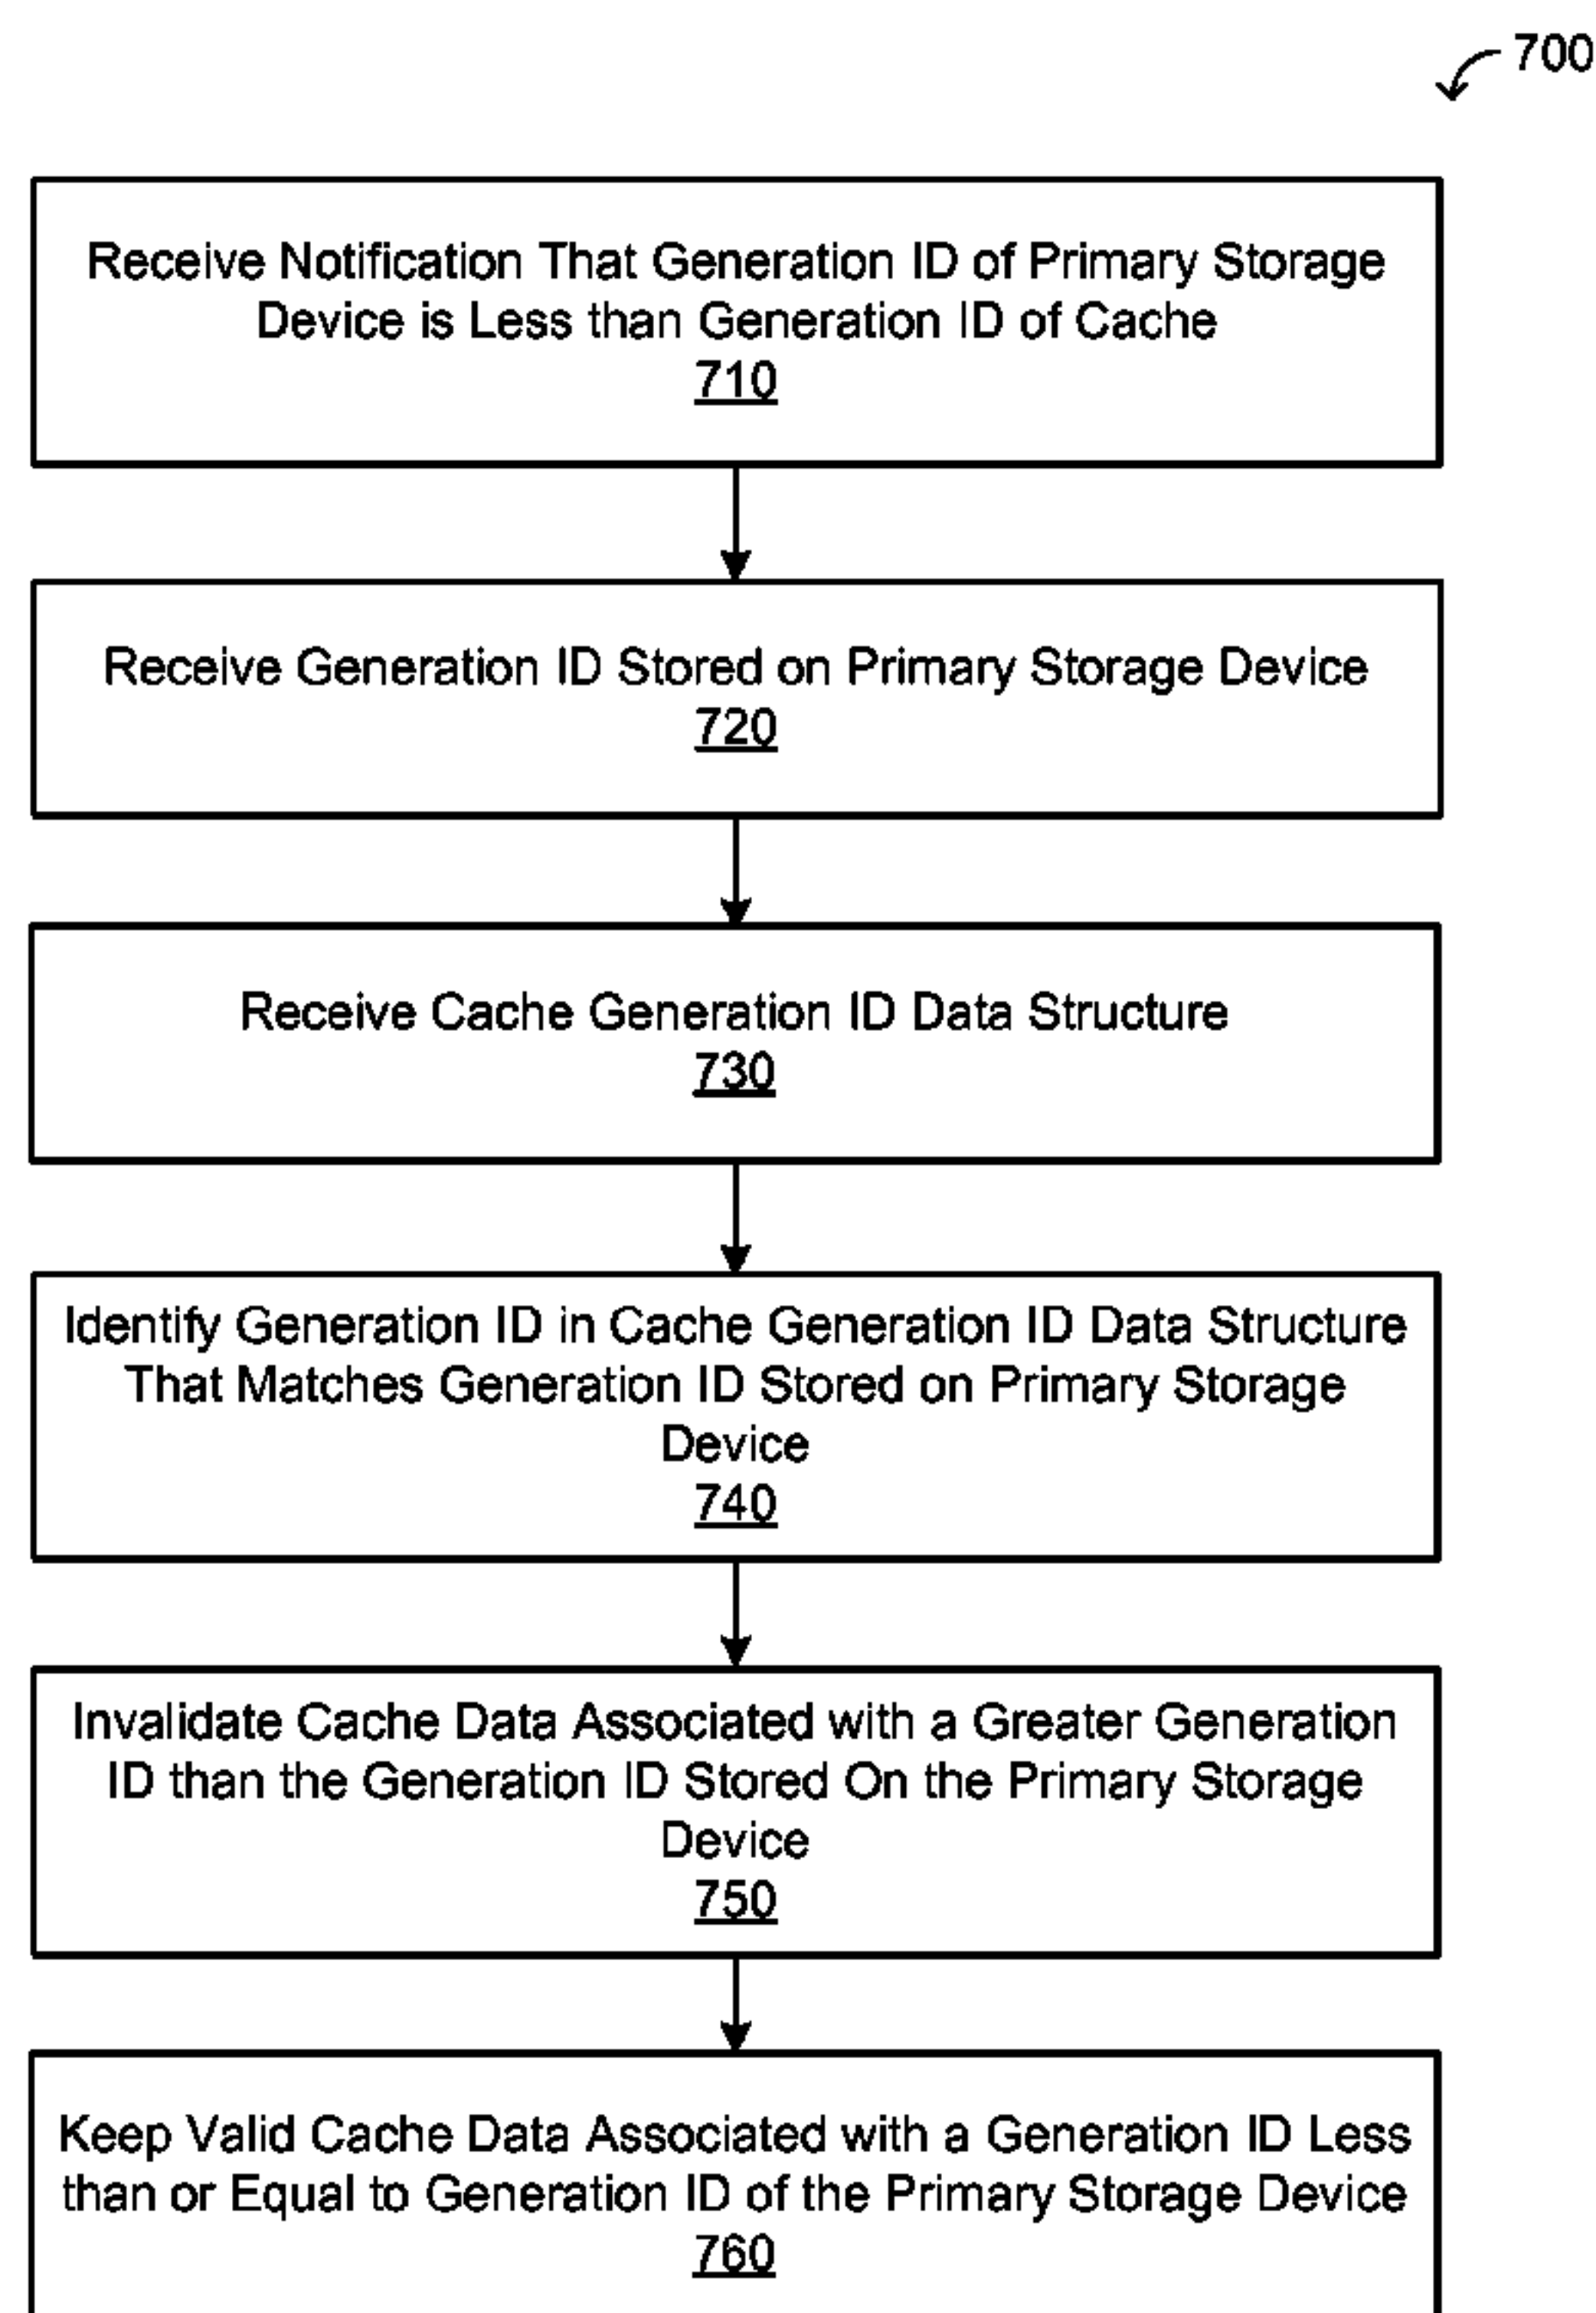 700
Receive Notification That Generation ID of Primary Storage
Device is Less than Generation ID of Cache
710
Receive Generation ID Stored on Primary Storage Device
720
Receive Cache Generation ID Data Structure
730
Identify Generation ID in Cache Generation ID Data Structure
That Matches Generation ID Stored on Primary Storage
Device
740
Invalidate Cache Data Associated with a Greater Generation
ID than the Generation ID Stored On the Primary Storage
Device
750
Keep Valid Cache Data Associated with a Generation ID Less
than or Equal to Generation ID of the Primary Storage Device
760